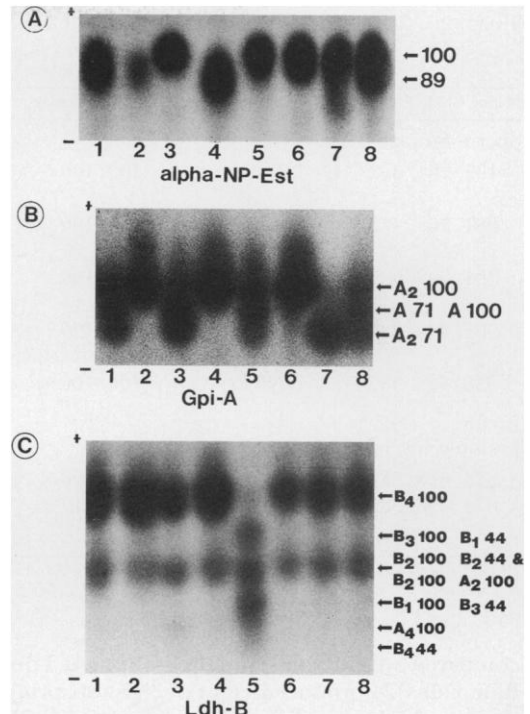 A
+
100
89
−
1 2 3 4 5 6 7 8
alpha-NP-Est
B
+
A₂ 100
A 71 A 100
A₂ 71
−
1 2 3 4 5 6 7 8
Gpi-A
C
+
B₄ 100
B₃ 100 B₁ 44
B₂ 100 B₂ 44 &
B₂ 100 A₂ 100
B₁ 100 B₃ 44
A₄ 100
B₄ 44
−
1 2 3 4 5 6 7 8
Ldh-B